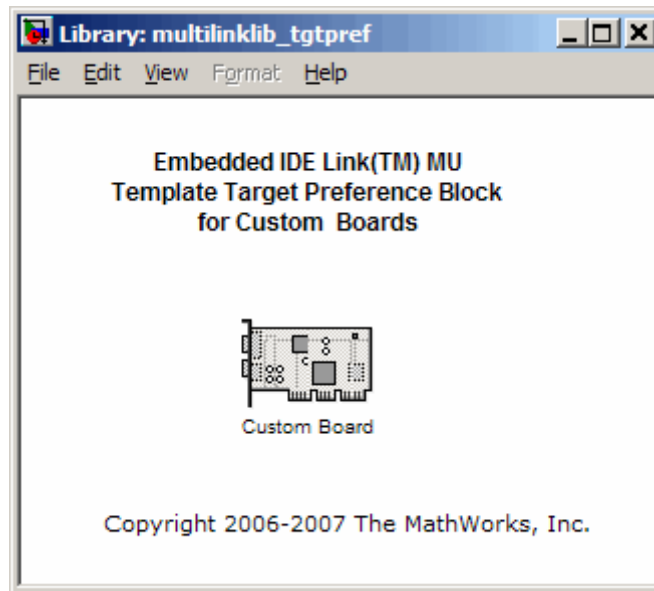 Library: multilinklib_tgtpref
File Edit View Format Help
Embedded IDE Link(TM) MU
Template Target Preference Block
for Custom Boards
Custom Board
Copyright 2006-2007 The MathWorks, Inc.